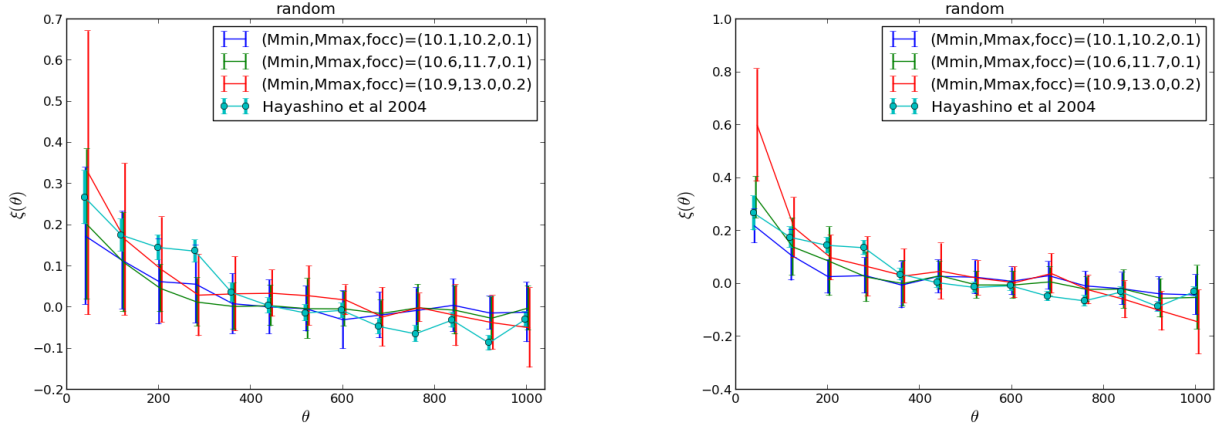 random
0.7
0.6
0.5
0.4
0.3
0.2
0.1
0.0
−0.1
−0.2
ξ(θ)
(Mmin,Mmax,focc)=(10.1,10.2,0.1)
(Mmin,Mmax,focc)=(10.6,11.7,0.1)
(Mmin,Mmax,focc)=(10.9,13.0,0.2)
Hayashino et al 2004
0 200 400 600 800 1000
θ
random
1.0
0.8
0.6
0.4
0.2
0.0
−0.2
−0.4
ξ(θ)
(Mmin,Mmax,focc)=(10.1,10.2,0.1)
(Mmin,Mmax,focc)=(10.6,11.7,0.1)
(Mmin,Mmax,focc)=(10.9,13.0,0.2)
Hayashino et al 2004
0 200 400 600 800 1000
θ